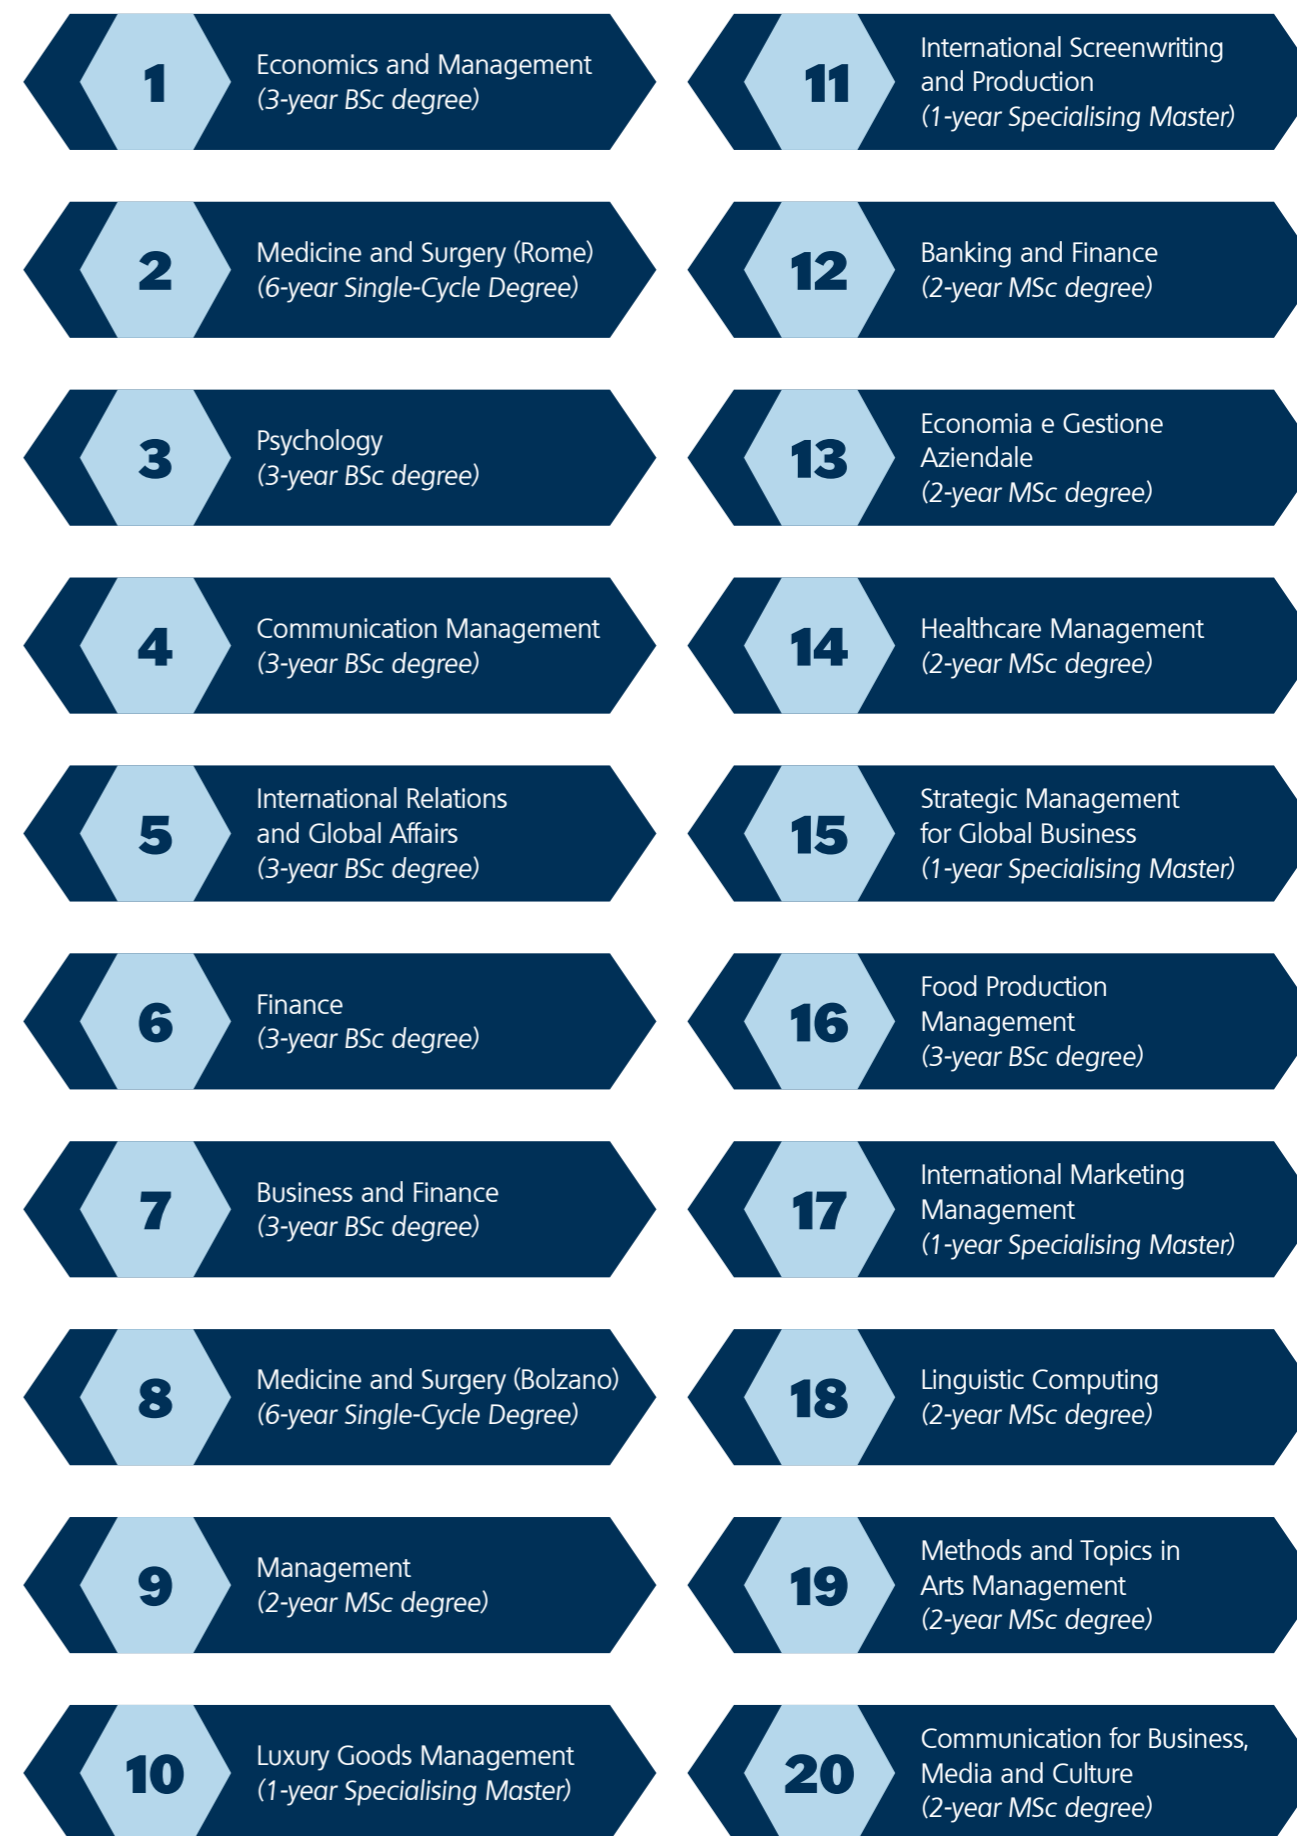 1
Economics and Management
(3-year BSc degree)
2
Medicine and Surgery (Rome)
(6-year Single-Cycle Degree)
3
Psychology
(3-year BSc degree)
4
Communication Management
(3-year BSc degree)
5
International Relations
and Global Affairs
(3-year BSc degree)
6
Finance
(3-year BSc degree)
7
Business and Finance
(3-year BSc degree)
8
Medicine and Surgery (Bolzano)
(6-year Single-Cycle Degree)
9
Management
(2-year MSc degree)
10
Luxury Goods Management
(1-year Specialising Master)
11
International Screenwriting
and Production
(1-year Specialising Master)
12
Banking and Finance
(2-year MSc degree)
13
Economia e Gestione
Aziendale
(2-year MSc degree)
14
Healthcare Management
(2-year MSc degree)
15
Strategic Management
for Global Business
(1-year Specialising Master)
16
Food Production
Management
(3-year BSc degree)
17
International Marketing
Management
(1-year Specialising Master)
18
Linguistic Computing
(2-year MSc degree)
19
Methods and Topics in
Arts Management
(2-year MSc degree)
20
Communication for Business,
Media and Culture
(2-year MSc degree)